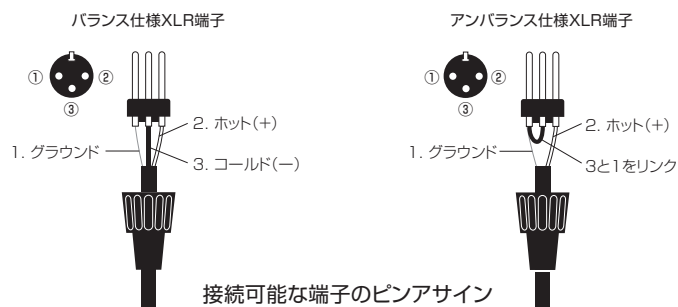 バランス仕様XLR端子
① ②
③
2. ホット(+)
1. グラウンド
3. コールド(ー)
アンバランス仕様XLR端子
① ②
③
2. ホット(+)
1. グラウンド
3と1をリンク
接続可能な端子のピンアサイン